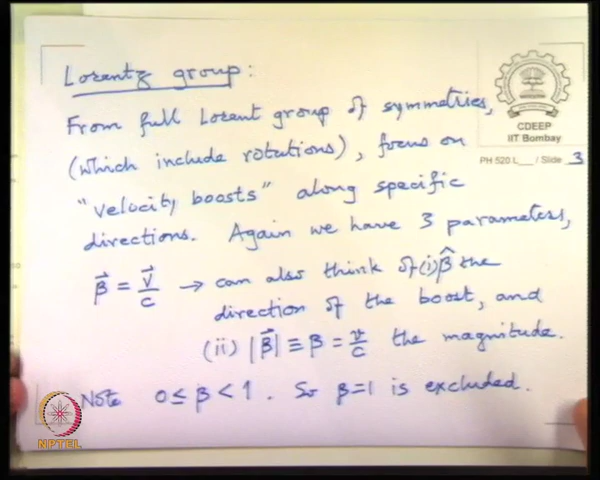 Lorentz group:
From full Lorent group of symmetries,
(which include rotations), focus on
"velocity boosts" along specific
directions. Again we have 3 parameters,
β⃗ = V⃗/c → can also think of (i) β̂ the
direction of the boost, and
(ii) |β⃗| ≡ β = v/c the magnitude.
Note 0 ≤ β < 1. So β=1 is excluded.
CDEEP
IIT Bombay
PH 520 L___ / Slide 3
NPTEL